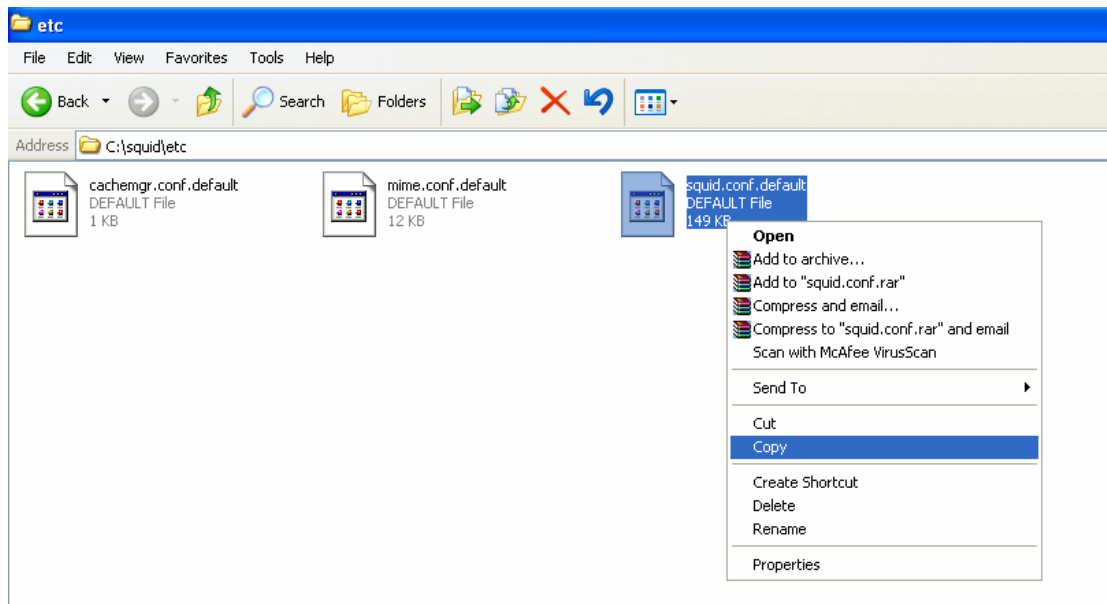 etc
File Edit View Favorites Tools Help
Back Search Folders
Address C:\squid\etc
cachemgr.conf.default
DEFAULT File
1 KB
mime.conf.default
DEFAULT File
12 KB
squid.conf.default
DEFAULT File
149 KB
Open
Add to archive...
Add to "squid.conf.rar"
Compress and email...
Compress to "squid.conf.rar" and email
Scan with McAfee VirusScan
Send To
Cut
Copy
Create Shortcut
Delete
Rename
Properties